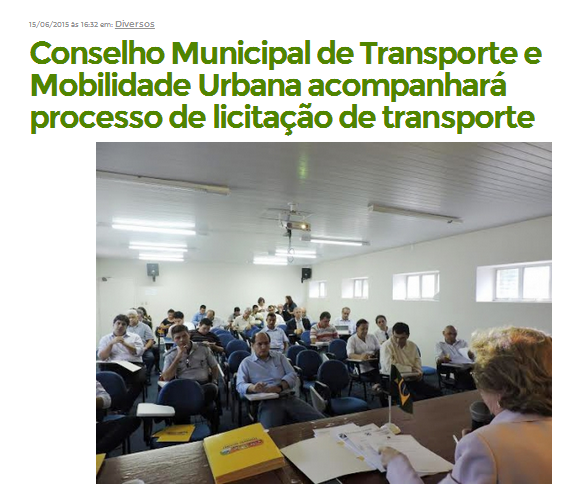 15/06/2015 às 16:32 em: Diversos
Conselho Municipal de Transporte e
Mobilidade Urbana acompanhará
processo de licitação de transporte